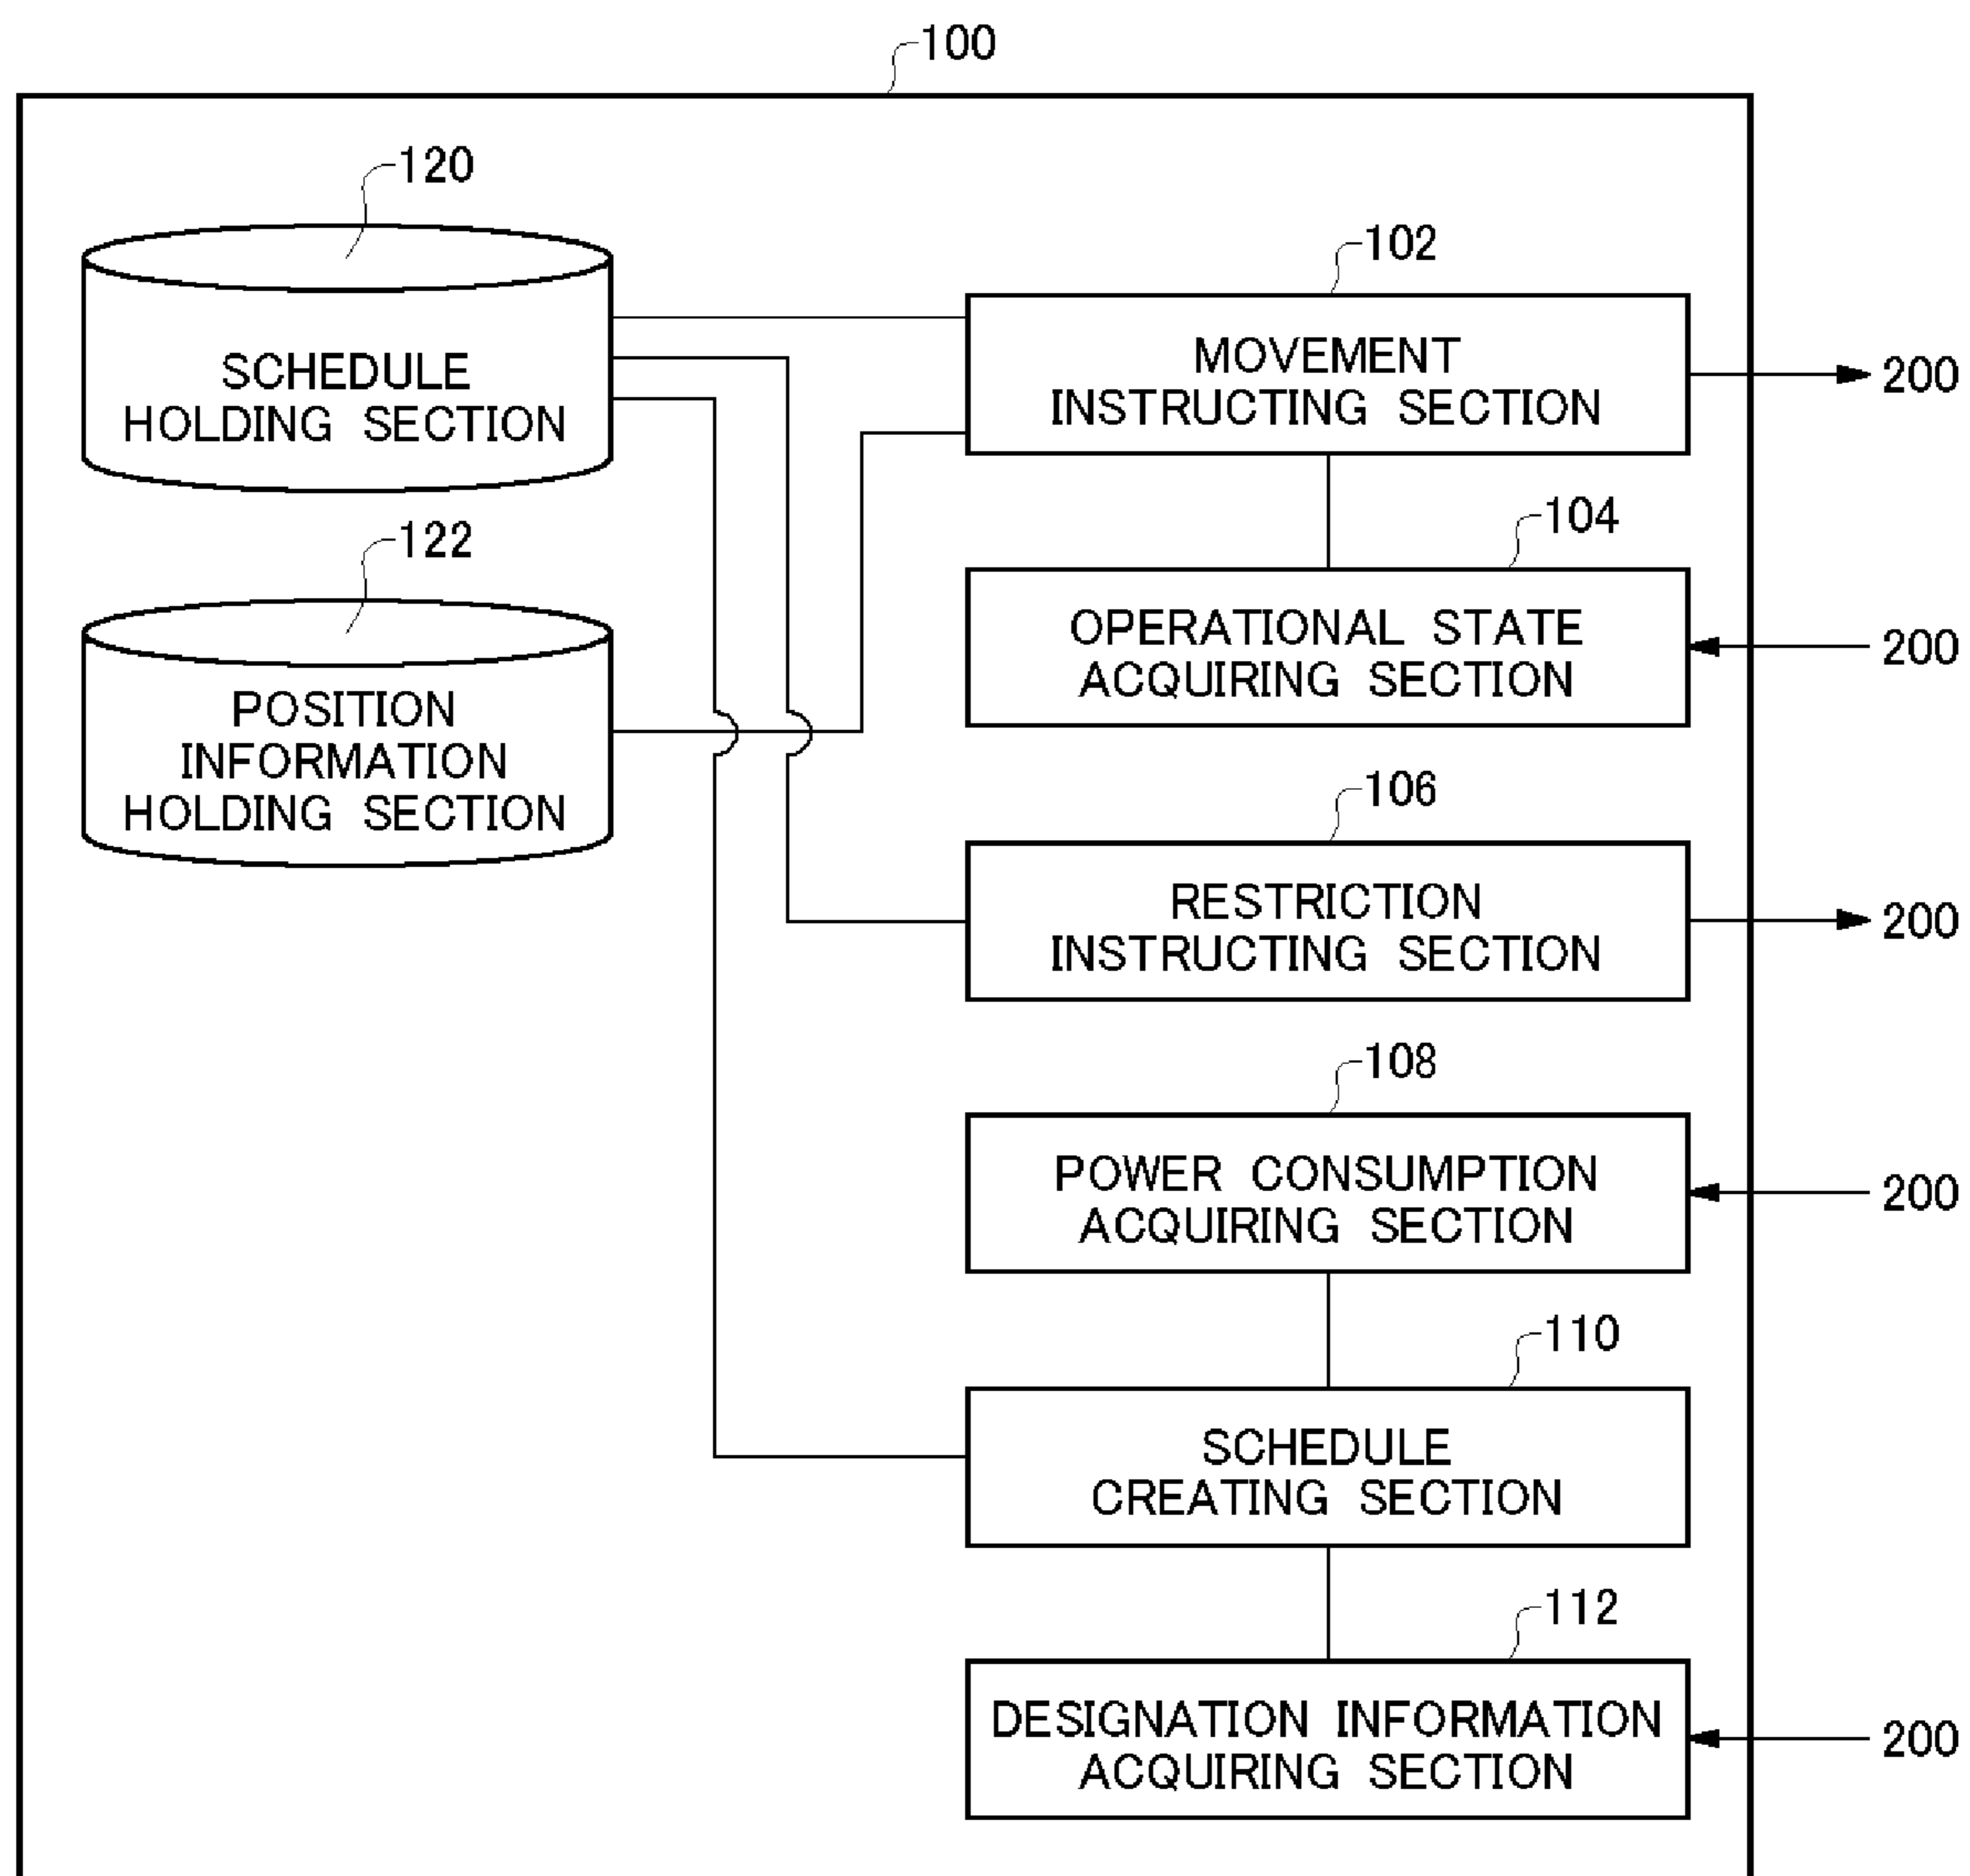 100
120
SCHEDULE
HOLDING SECTION
122
POSITION
INFORMATION
HOLDING SECTION
102
MOVEMENT
INSTRUCTING SECTION
200
104
OPERATIONAL STATE
ACQUIRING SECTION
200
106
RESTRICTION
INSTRUCTING SECTION
200
108
POWER CONSUMPTION
ACQUIRING SECTION
200
110
SCHEDULE
CREATING SECTION
112
DESIGNATION INFORMATION
ACQUIRING SECTION
200